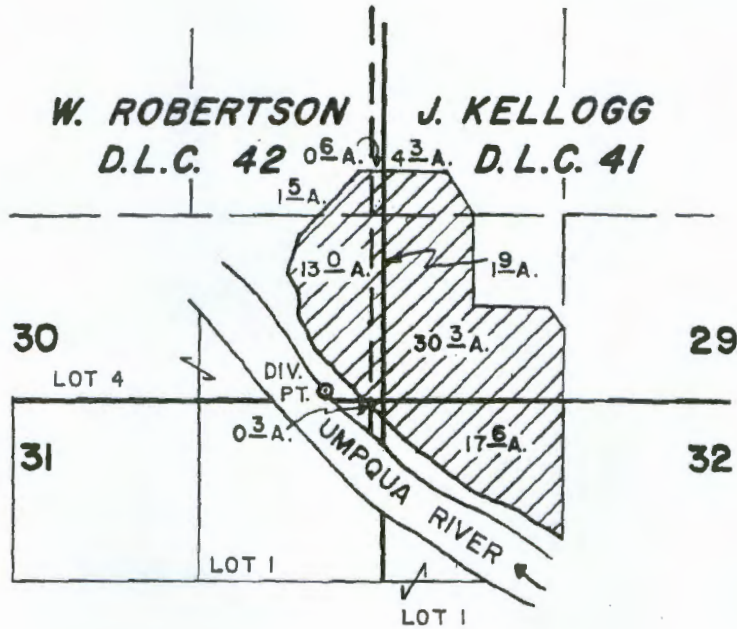 W. ROBERTSON J. KELLOGG
D.L.C. 42 0 6 A. 4 3 A. D.L.C. 41
1 5 A.
13 0 A. 1 9 A.
30 30 3 A. 29
LOT 4 DIV.
PT.
0 3 A.
31 17 6 A. 32
UMPQUA RIVER
LOT 1
LOT 1